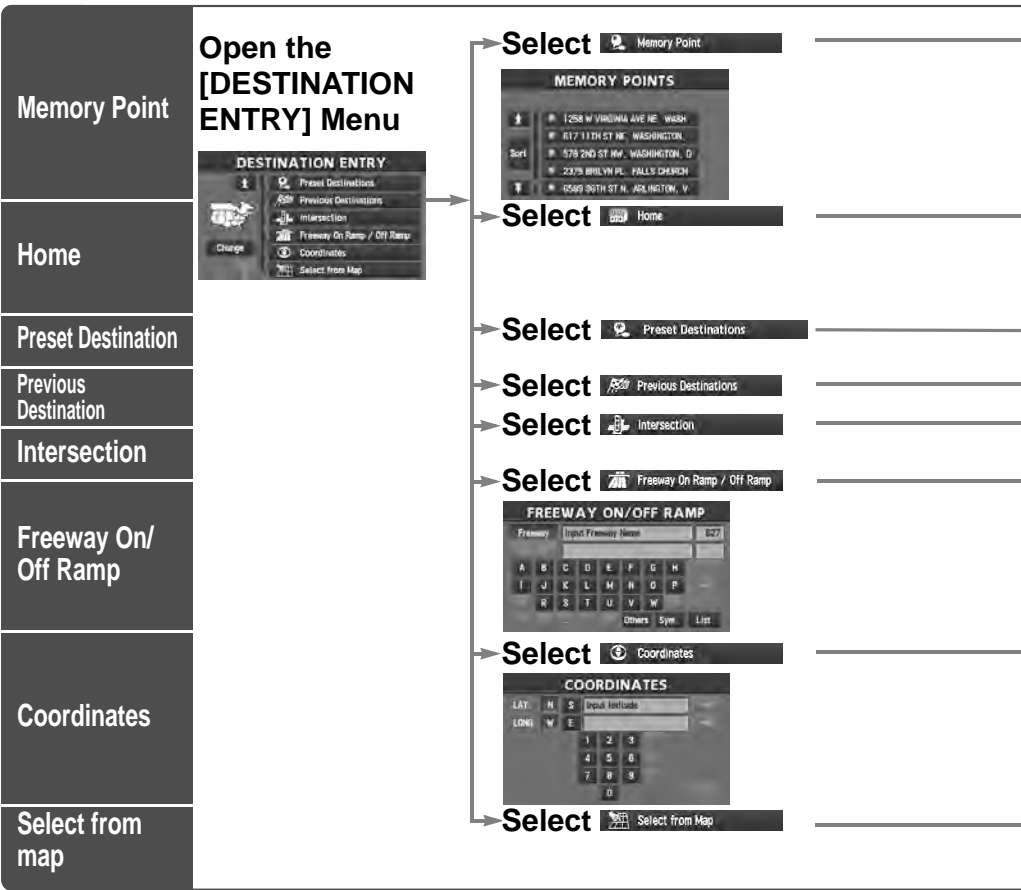 Memory Point
Home
Preset Destination
Previous
Destination
Intersection
Freeway On/
Off Ramp
Coordinates
Select from
map
Open the
[DESTINATION
ENTRY] Menu
DESTINATION ENTRY
Preset Destinations
Previous Destinations
Intersection
Freeway On Ramp / Off Ramp
Coordinates
Select from Map
Change
Select Memory Point
MEMORY POINTS
1258 W VIRGINIA AVE NE, WASH
617 11TH ST NE, WASHINGTON,
Sort 578 2ND ST NW, WASHINGTON, D
2375 PL, FALLS CHURCH
6589 ST N, ARLINGTON, V
Select Home
Select Preset Destinations
Select Previous Destinations
Select Intersection
Select Freeway On Ramp / Off Ramp
FREEWAY ON/OFF RAMP
Freeway Input Freeway Name 827
A B C D E F G H
I J K L M N O P
R S T U V W
Others Sym. List
Select Coordinates
COORDINATES
LAT. N S Input latitude
LONG W E
1 2 3
4 5 6
7 8 9
0
Select Select from Map